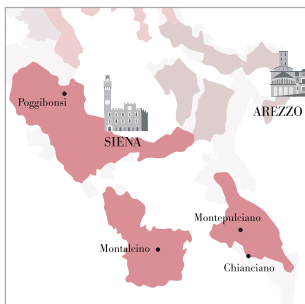 Poggibonsi
AREZZO
SIENA
Montepulciano
Montalcino
Chianciano